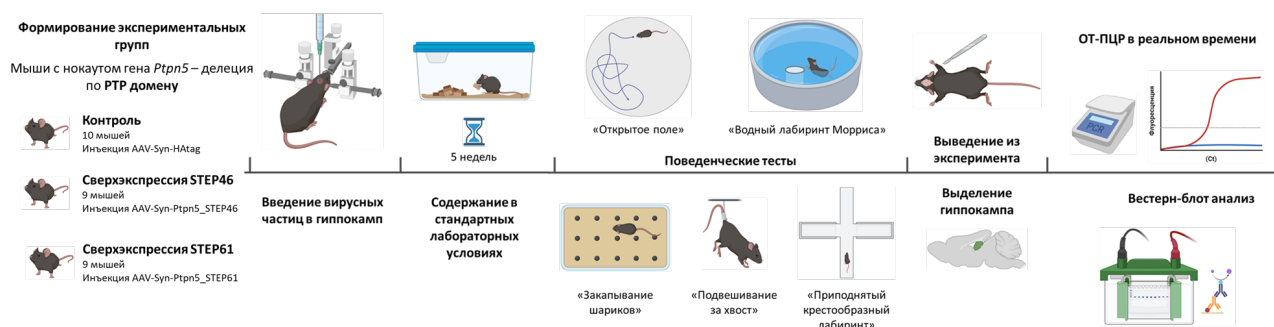 Формирование экспериментальных
групп
Мыши с нокаутом гена Ptpn5 – делеция
по PTP домену
Контроль
10 мышей
Инъекция AAV-Syn-HAtag
Сверхэкспрессия STEP46
9 мышей
Инъекция AAV-Syn-Ptpn5_STEP46
Сверхэкспрессия STEP61
9 мышей
Инъекция AAV-Syn-Ptpn5_STEP61
Введение вирусных
частиц в гиппокамп
5 недель
Содержание в
стандартных
лабораторных
условиях
«Открытое поле»
«Водный лабиринт Морриса»
Поведенческие тесты
«Закапывание
шариков»
«Подвешивание
за хвост»
«Приподнятый
крестообразный
лабиринт»
Выведение из
эксперимента
Выделение
гиппокампа
ОТ-ПЦР в реальном времени
PCR
Флуоресценция
(Ct)
Вестерн-блот анализ